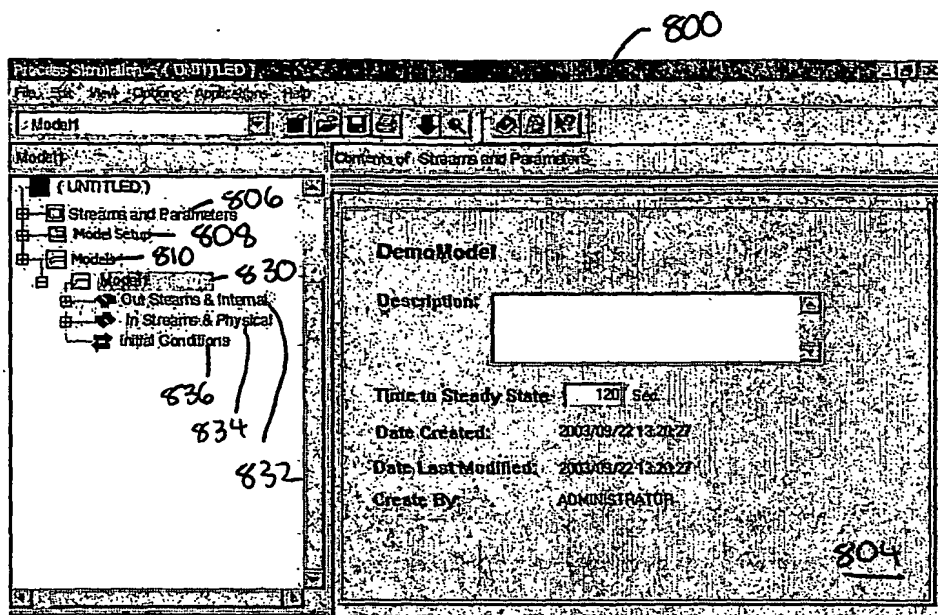 800
Process Simulation - ( UNTITLED )
File Edit View Options Applications Help
: Model1
Model1
Contents of Streams and Parameters
( UNTITLED )
806
Streams and Parameters
Model Setup 808
Models 810
Model1 830
Out Streams & Internal
In Streams & Physical
Initial Conditions
836
834
832
DemoModel
Description:
Time to Steady State 120 Sec
Date Created: 2003/09/22 13:20:27
Date Last Modified: 2003/09/22 13:20:27
Create By: ADMINISTRATOR
804